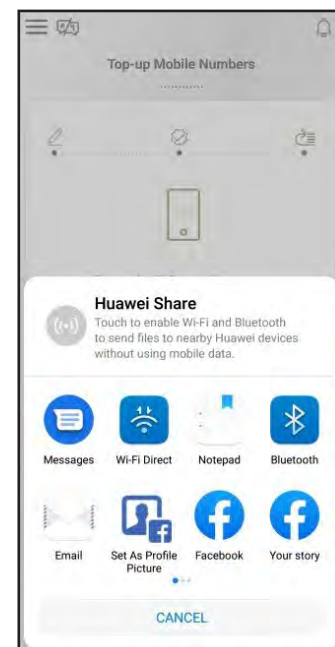 Top-up Mobile Numbers
Huawei Share
Touch to enable Wi-Fi and Bluetooth
to send files to nearby Huawei devices
without using mobile data.
Messages
Wi-Fi Direct
Notepad
Bluetooth
Email
Set As Profile
Picture
Facebook
Your story
CANCEL